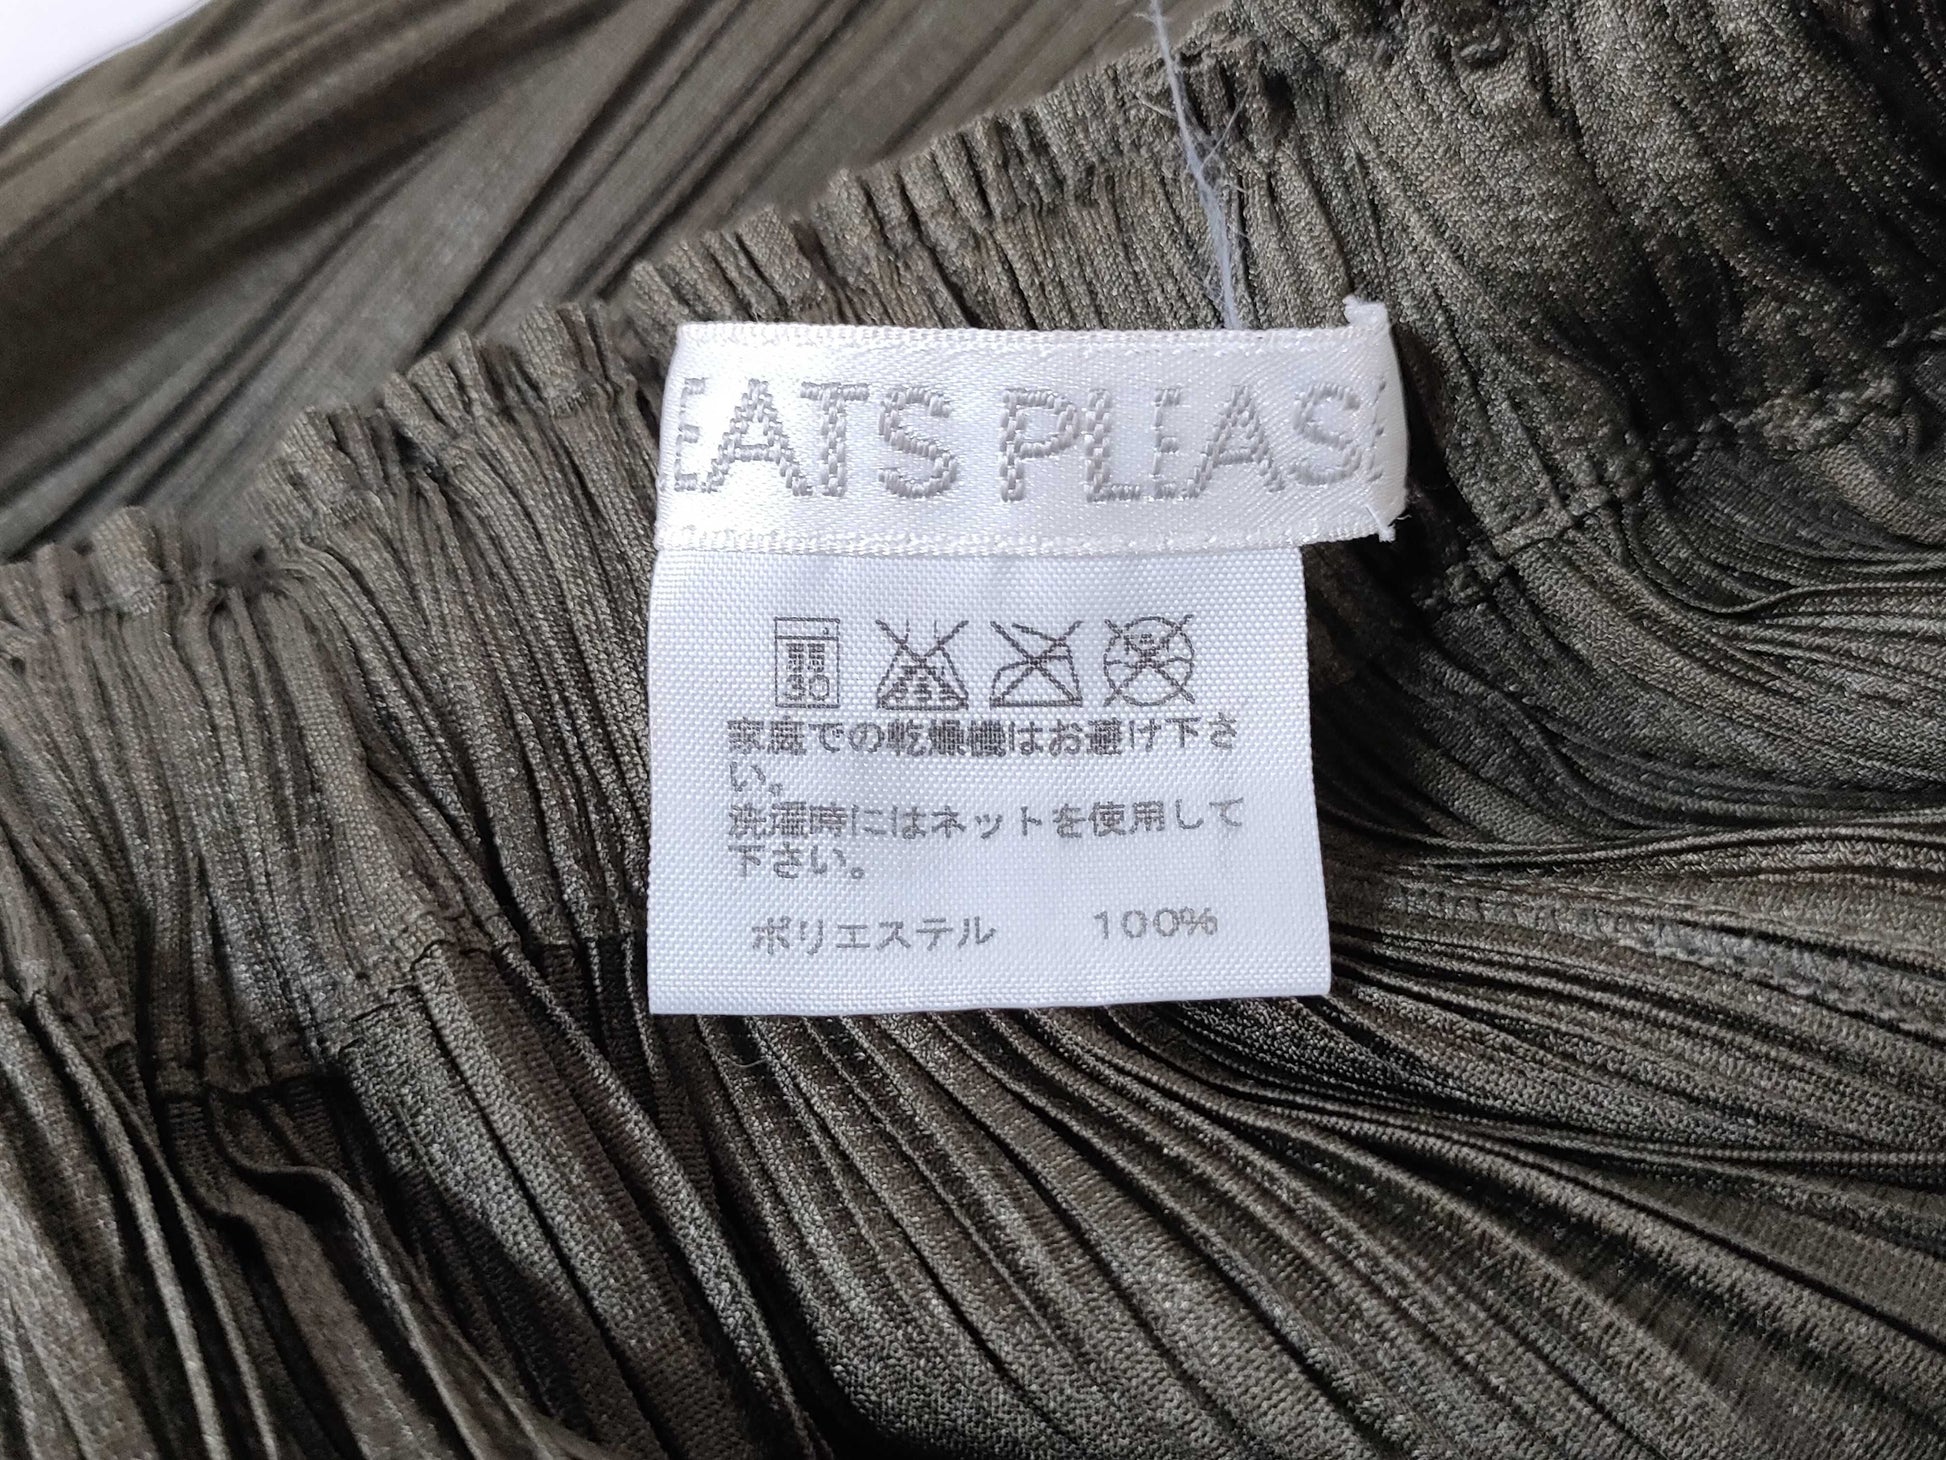 EATS PLEAS
30
家庭での乾燥機はお避け下さ
い。
洗濯時にはネットを使用して
下さい。
ポリエステル 100%